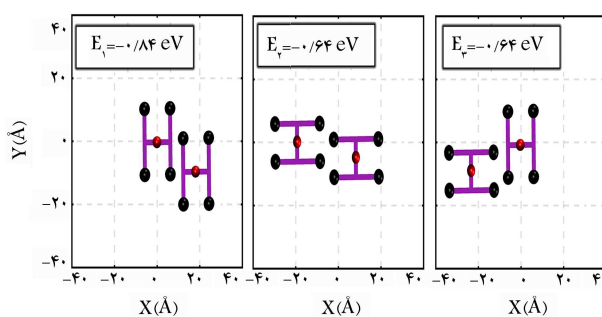 E۱=−۰/۸۴ eV
E۲=−۰/۶۴ eV
E۳=−۰/۶۴ eV
Y(Å)
۴۰
۲۰
۰
−۲۰
−۴۰
−۴۰ −۲۰ ۰ ۲۰ ۴۰
−۴۰ −۲۰ ۰ ۲۰ ۴۰
−۴۰ −۲۰ ۰ ۲۰ ۴۰
X(Å)
X(Å)
X(Å)